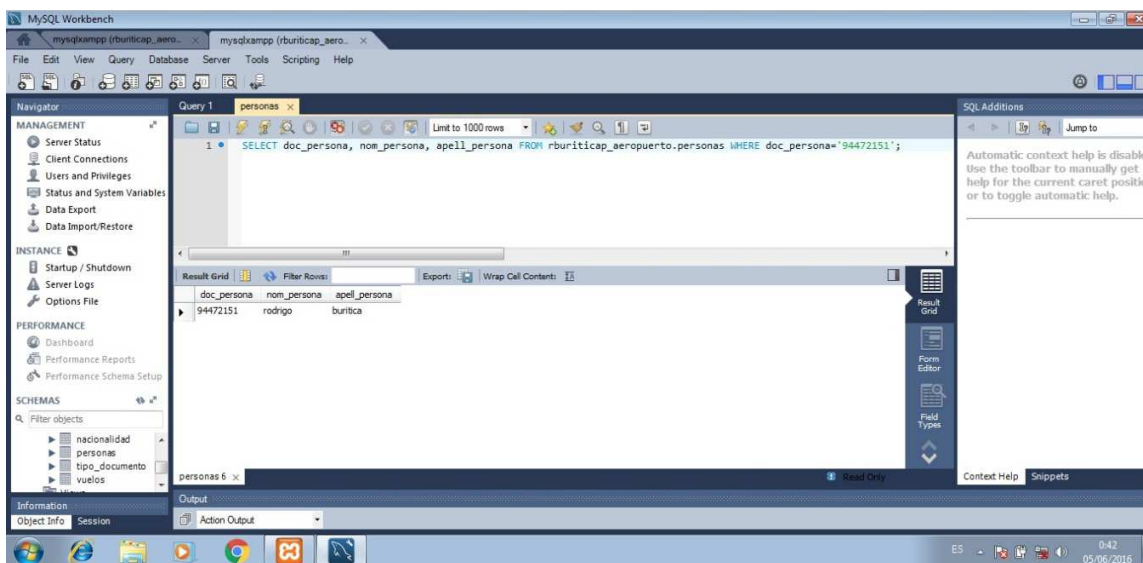 MySQL Workbench
mysqlxampp (rburiticap_aero...
mysqlxampp (rburiticap_aero...
File Edit View Query Database Server Tools Scripting Help
Navigator
MANAGEMENT
Server Status
Client Connections
Users and Privileges
Status and System Variables
Data Export
Data Import/Restore
INSTANCE
Startup / Shutdown
Server Logs
Options File
PERFORMANCE
Dashboard
Performance Reports
Performance Schema Setup
SCHEMAS
Filter objects
nacionalidad
personas
tipo_documento
vuelos
Views
Information
Object Info Session
Query 1 personas
Limit to 1000 rows
1 SELECT doc_persona, nom_persona, apell_persona FROM rburiticap_aeropuerto.personas WHERE doc_persona='94472151';
Result Grid Filter Rows: Export: Wrap Cell Content:
doc_persona nom_persona apell_persona
94472151 rodrigo buritica
Result Grid
Form Editor
Field Types
personas 6
Read Only
Output
Action Output
SQL Additions
Jump to
Automatic context help is disabl
Use the toolbar to manually get
help for the current caret positi
or to toggle automatic help.
Context Help Snippets
ES
0:42
05/06/2016